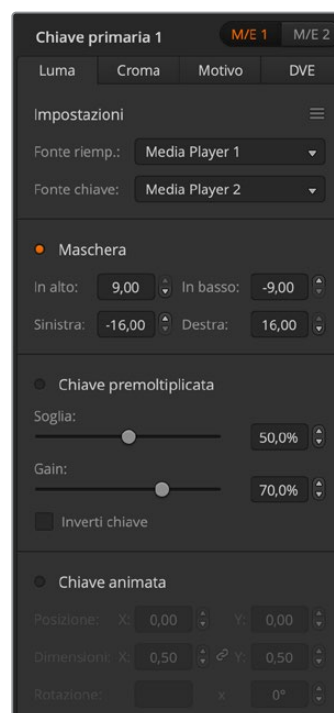 Chiave primaria 1 M/E 1 M/E 2
Luma Croma Motivo DVE
Impostazioni
Fonte riemp.: Media Player 1
Fonte chiave: Media Player 2
Maschera
In alto: 9,00 In basso: -9,00
Sinistra: -16,00 Destra: 16,00
Chiave premoltiplicata
Soglia:
50,0%
Gain:
70,0%
Inverti chiave
Chiave animata
Posizione: X: 0,00 Y: 0,00
Dimensioni: X: 0,50 Y: 0,50
Rotazione: x 0°